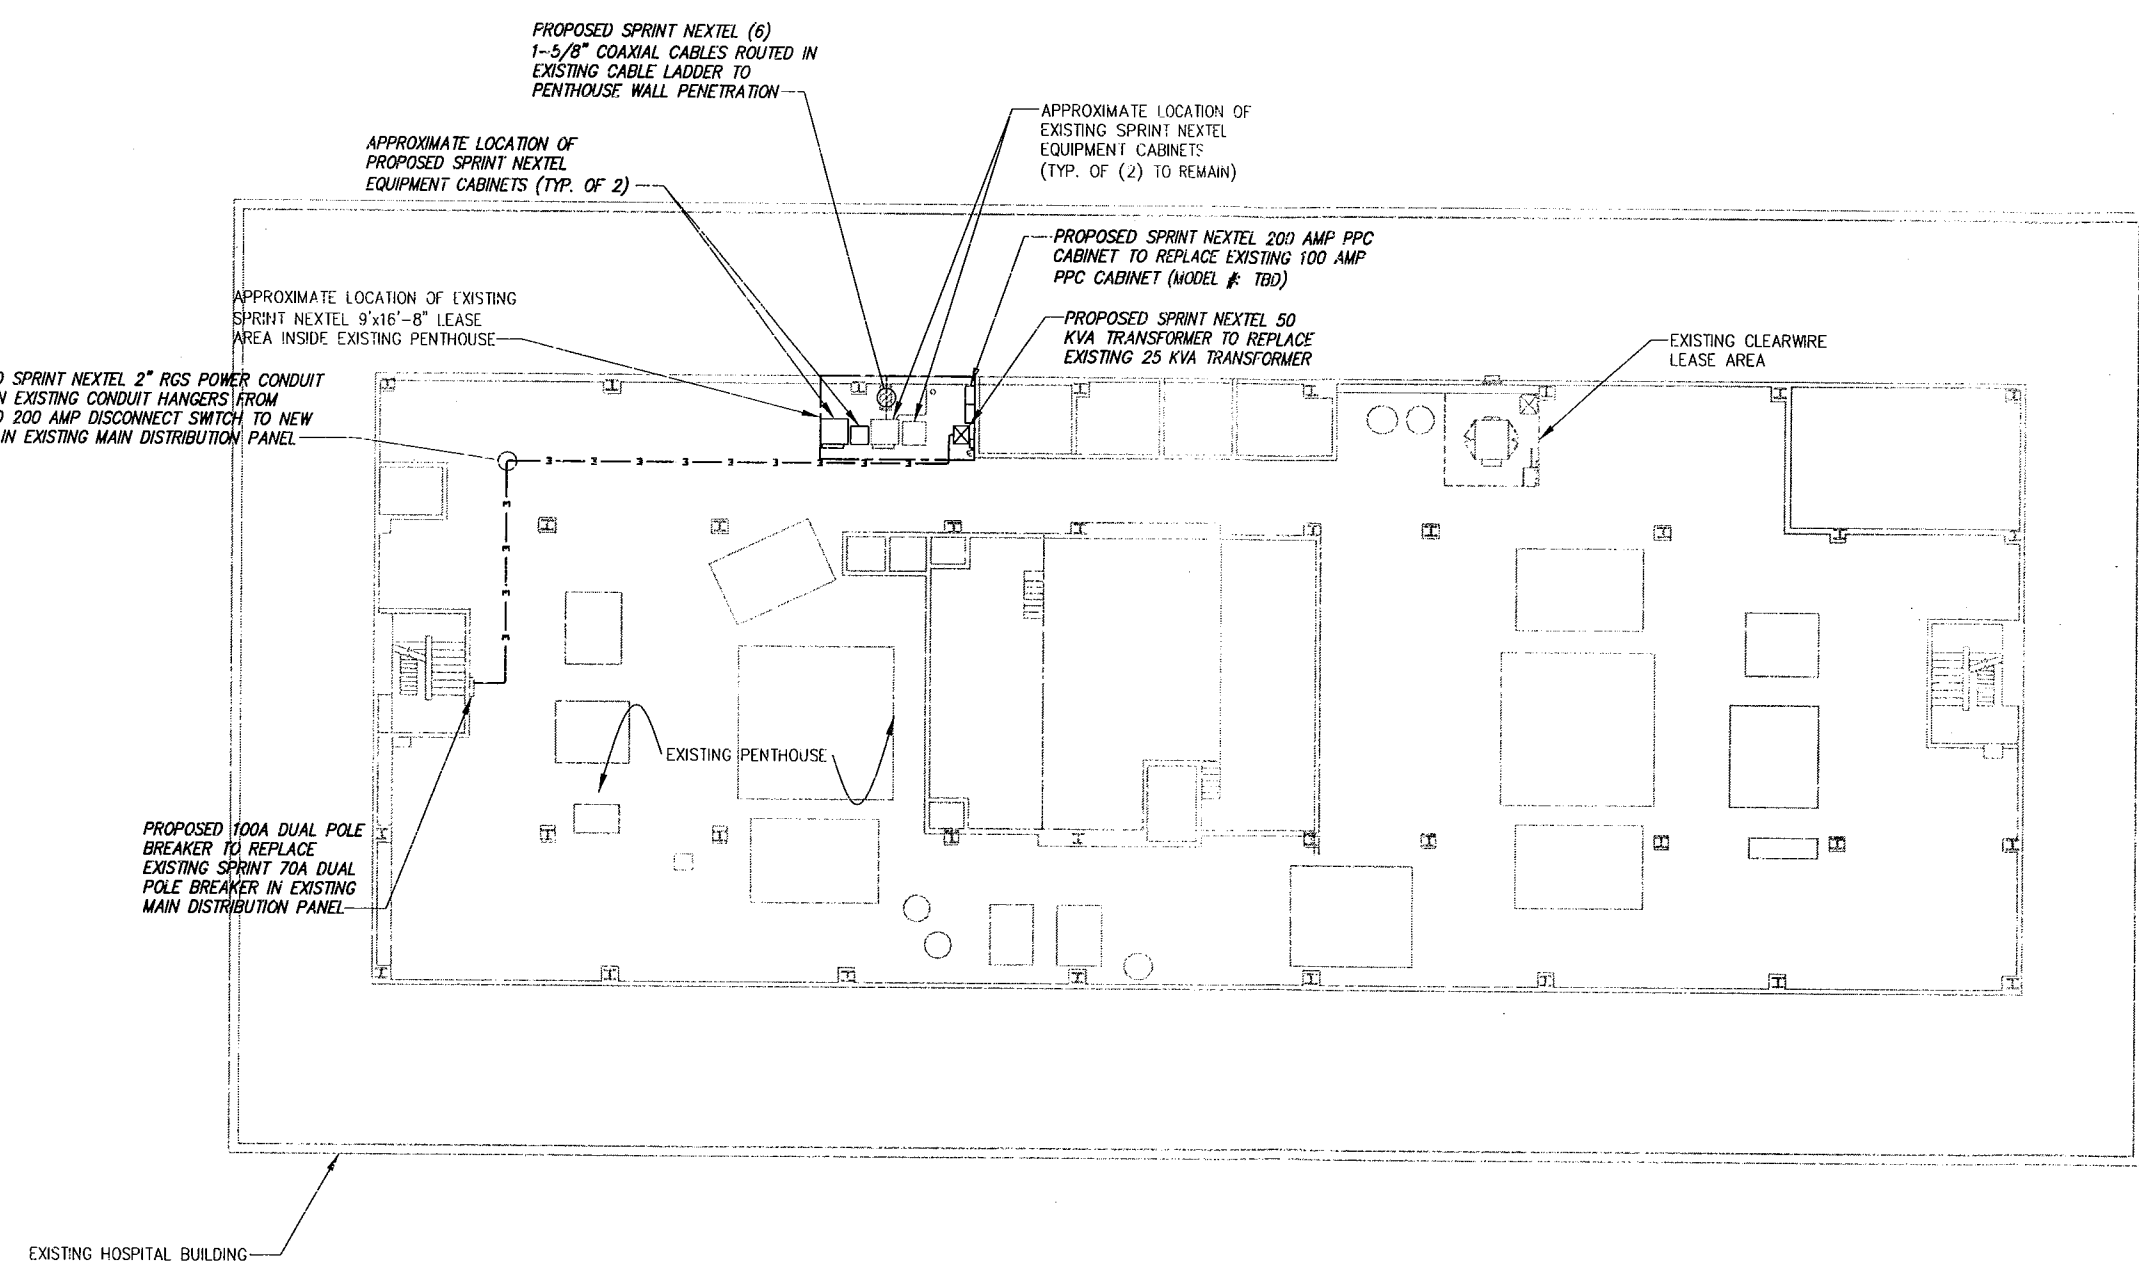 PROPOSED SPRINT NEXTEL (6)
1-5/8" COAXIAL CABLES ROUTED IN
EXISTING CABLE LADDER TO
PENTHOUSE WALL PENETRATION
APPROXIMATE LOCATION OF
EXISTING SPRINT NEXTEL
EQUIPMENT CABINETS
(TYP. OF (2) TO REMAIN)
APPROXIMATE LOCATION OF
PROPOSED SPRINT NEXTEL
EQUIPMENT CABINETS (TYP. OF 2)
PROPOSED SPRINT NEXTEL 200 AMP PPC
CABINET TO REPLACE EXISTING 100 AMP
PPC CABINET (MODEL #: TBD)
APPROXIMATE LOCATION OF EXISTING
SPRINT NEXTEL 9'x16'-8" LEASE
AREA INSIDE EXISTING PENTHOUSE
PROPOSED SPRINT NEXTEL 50
KVA TRANSFORMER TO REPLACE
EXISTING 25 KVA TRANSFORMER
EXISTING CLEARWIRE
LEASE AREA
SPRINT NEXTEL 2" RGS POWER CONDUIT
EXISTING CONDUIT HANGERS FROM
200 AMP DISCONNECT SWITCH TO NEW
IN EXISTING MAIN DISTRIBUTION PANEL
EXISTING PENTHOUSE
PROPOSED 100A DUAL POLE
BREAKER TO REPLACE
EXISTING SPRINT 70A DUAL
POLE BREAKER IN EXISTING
MAIN DISTRIBUTION PANEL
EXISTING HOSPITAL BUILDING